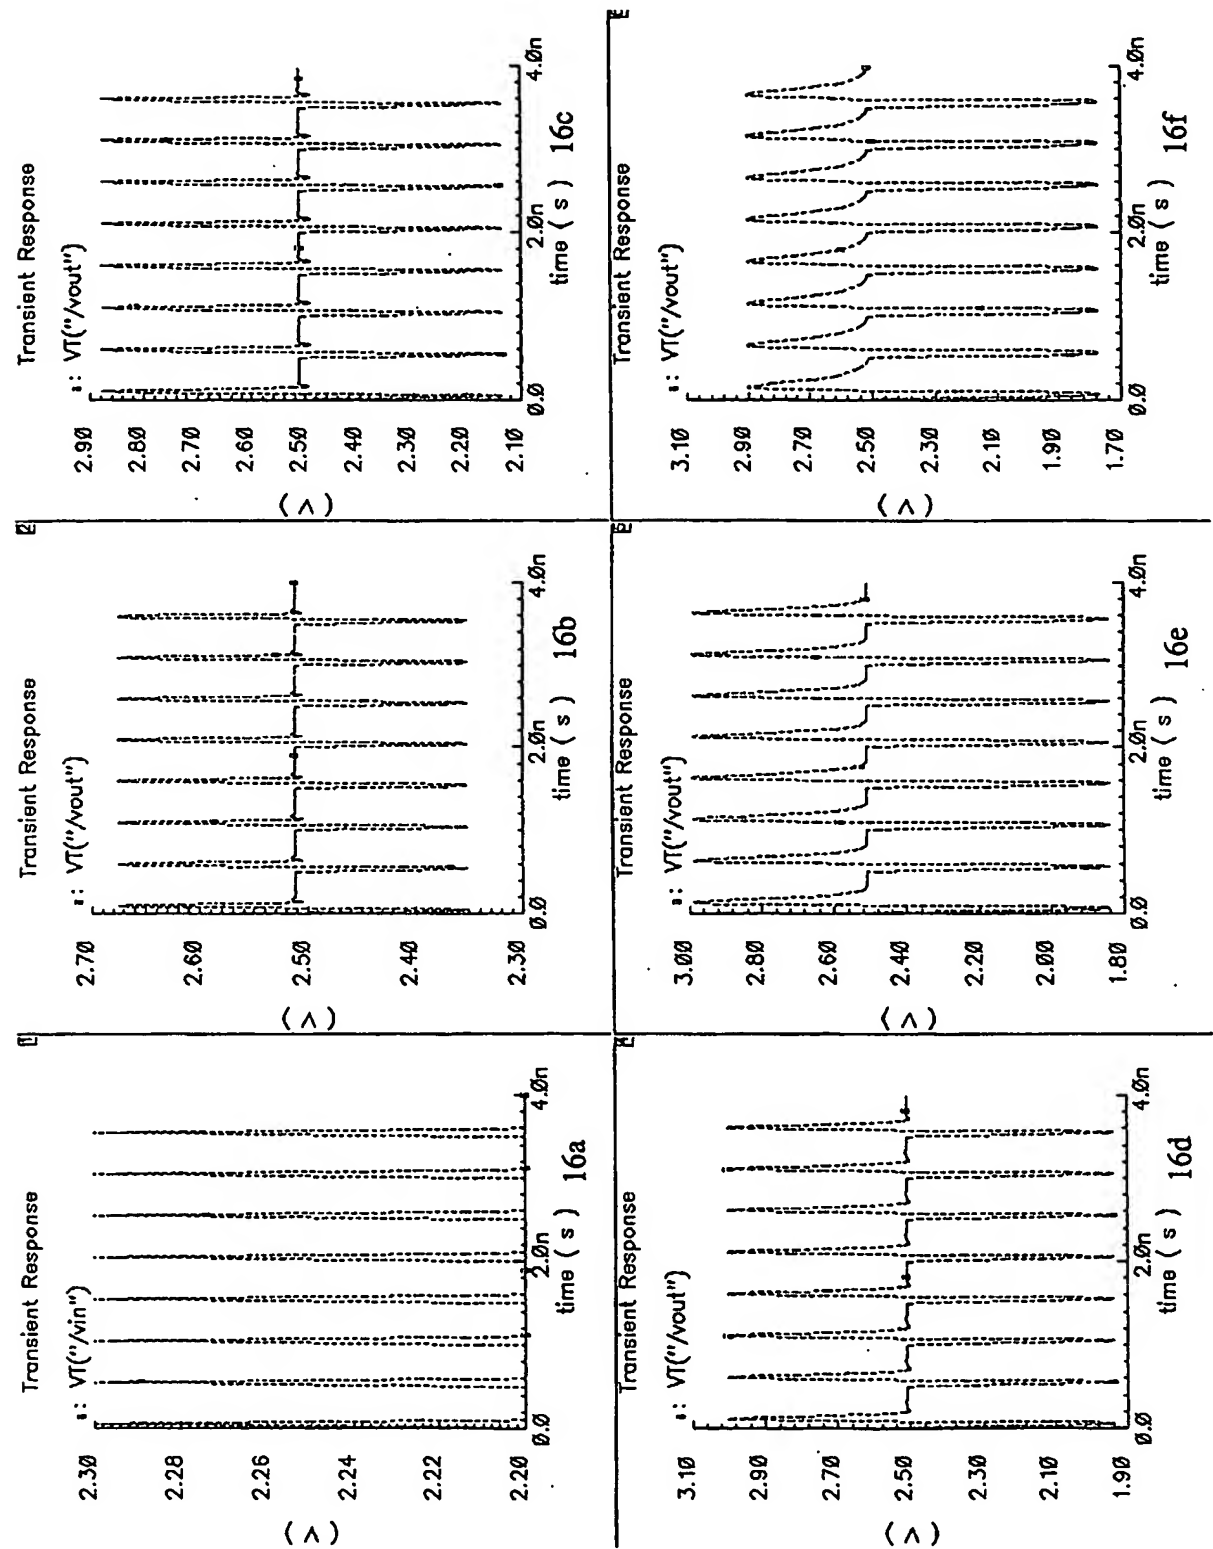 Transient Response
: VT("/vin")
( V )
2.30
2.28
2.26
2.24
2.22
2.20
0.0
2.0n
4.0n
time ( s )
16a
Transient Response
: VT("/vout")
( V )
2.70
2.60
2.50
2.40
2.30
0.0
2.0n
4.0n
time ( s )
16b
2
Transient Response
: VT("/vout")
( V )
2.90
2.80
2.70
2.60
2.50
2.40
2.30
2.20
2.10
0.0
2.0n
4.0n
time ( s )
16c
Transient Response
: VT("/vout")
( V )
3.10
2.90
2.70
2.50
2.30
2.10
1.90
0.0
2.0n
4.0n
time ( s )
16d
Transient Response
: VT("/vout")
( V )
3.00
2.80
2.60
2.40
2.20
2.00
1.80
0.0
2.0n
4.0n
time ( s )
16e
Transient Response
: VT("/vout")
( V )
3.10
2.90
2.70
2.50
2.30
2.10
1.90
1.70
0.0
2.0n
4.0n
time ( s )
16f